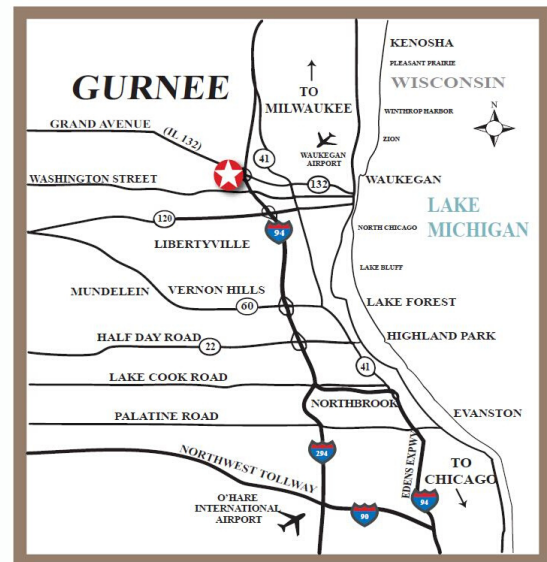 KENOSHA
PLEASANT PRAIRIE
GURNEE
WISCONSIN
TO
MILWAUKEE
WINTHROP HARBOR
N
GRAND AVENUE
(IL 132)
ZION
41
WAUKEGAN
AIRPORT
WASHINGTON STREET
132
WAUKEGAN
LAKE
MICHIGAN
120
NORTH CHICAGO
94
LIBERTYVILLE
LAKE BLUFF
MUNDELEIN
VERNON HILLS
60
LAKE FOREST
HALF DAY ROAD
22
HIGHLAND PARK
41
LAKE COOK ROAD
NORTHBROOK
EVANSTON
PALATINE ROAD
294
NORTHWEST TOLLWAY
EDENS EXPWY
TO
CHICAGO
94
O'HARE
INTERNATIONAL
AIRPORT
90